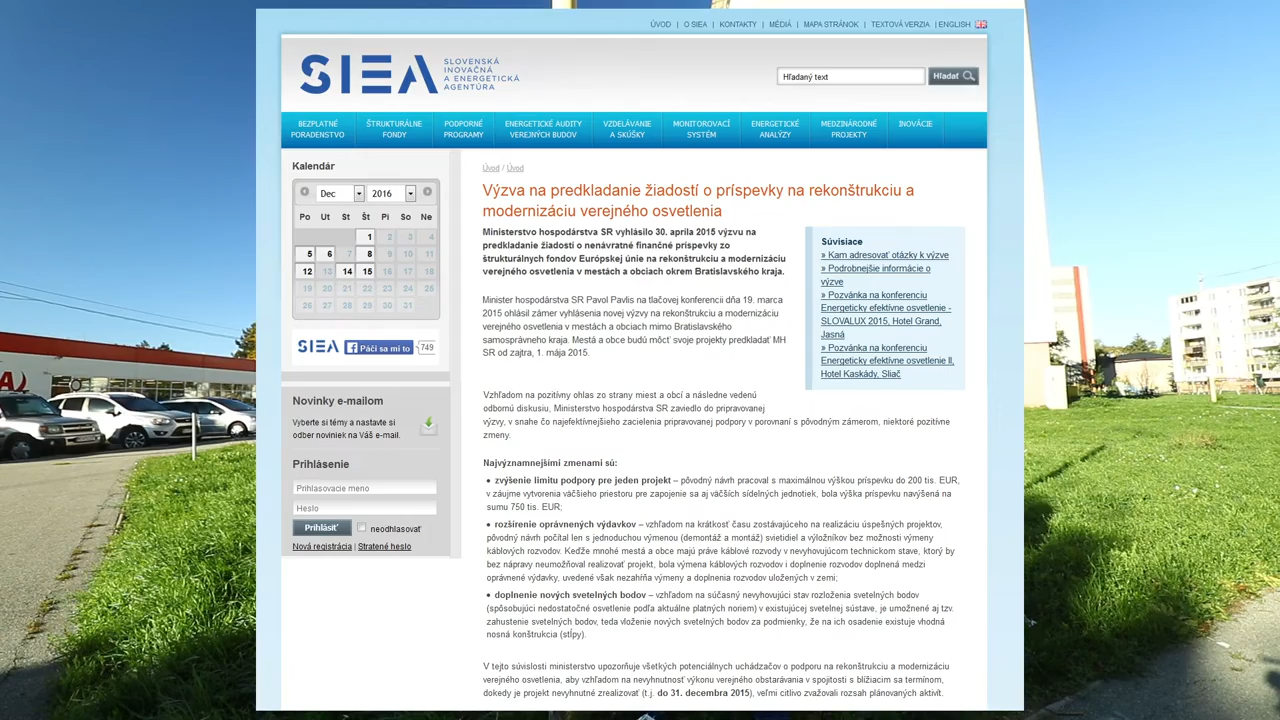 ÚVOD | O SIEA | KONTAKTY | MÉDIÁ | MAPA STRÁNOK | TEXTOVÁ VERZIA | ENGLISH
SIEA
SLOVENSKÁ
INOVAČNÁ
A ENERGETICKÁ
AGENTÚRA
Hľadaný text
Hľadať
BEZPLATNÉ
PORADENSTVO
ŠTRUKTURÁLNE
FONDY
PODPORNÉ
PROGRAMY
ENERGETICKÉ AUDITY
VEREJNÝCH BUDOV
VZDELÁVANIE
A SKÚŠKY
MONITOROVACÍ
SYSTÉM
ENERGETICKÉ
ANALÝZY
MEDZINÁRODNÉ
PROJEKTY
INOVÁCIE
Kalendár
Dec 2016
Po Ut St Št Pi So Ne
1 2 3 4
5 6 7 8 9 10 11
12 13 14 15 16 17 18
19 20 21 22 23 24 25
26 27 28 29 30 31
SIEA Páči sa mi to 749
Novinky e-mailom
Vyberte si témy a nastavte si
odber noviniek na Váš e-mail.
Prihlásenie
Prihlasovacie meno
Heslo
Prihlásiť neodhlasovať
Nová registrácia | Stratené heslo
Úvod / Úvod
Výzva na predkladanie žiadostí o príspevky na rekonštrukciu a
modernizáciu verejného osvetlenia
Ministerstvo hospodárstva SR vyhlásilo 30. apríla 2015 výzvu na
predkladanie žiadostí o nenávratné finančné príspevky zo
štrukturálnych fondov Európskej únie na rekonštrukciu a modernizáciu
verejného osvetlenia v mestách a obciach okrem Bratislavského kraja.
Minister hospodárstva SR Pavol Pavlis na tlačovej konferencii dňa 19. marca
2015 ohlásil zámer vyhlásenia novej výzvy na rekonštrukciu a modernizáciu
verejného osvetlenia v mestách a obciach mimo Bratislavského
samosprávneho kraja. Mestá a obce budú môcť svoje projekty predkladať MH
SR od zajtra, 1. mája 2015.
Súvisiace
» Kam adresovať otázky k výzve
» Podrobnejšie informácie o
výzve
» Pozvánka na konferenciu
Energeticky efektívne osvetlenie -
SLOVALUX 2015, Hotel Grand,
Jasná
» Pozvánka na konferenciu
Energeticky efektívne osvetlenie II,
Hotel Kaskády, Sliač
Vzhľadom na pozitívny ohlas zo strany miest a obcí a následne vedenú
odbornú diskusiu, Ministerstvo hospodárstva SR zaviedlo do pripravovanej
výzvy, v snahe čo najefektívnejšieho zacielenia pripravovanej podpory v porovnaní s pôvodným zámerom, niektoré pozitívne
zmeny.
Najvýznamnejšími zmenami sú:
• zvýšenie limitu podpory pre jeden projekt – pôvodný návrh pracoval s maximálnou výškou príspevku do 200 tis. EUR,
v záujme vytvorenia väčšieho priestoru pre zapojenie sa aj väčších sídelných jednotiek, bola výška príspevku navýšená na
sumu 750 tis. EUR;
• rozšírenie oprávnených výdavkov – vzhľadom na krátkosť času zostávajúceho na realizáciu úspešných projektov,
pôvodný návrh počítal len s jednoduchou výmenou (demontáž a montáž) svietidiel a výložníkov bez možnosti výmeny
káblových rozvodov. Keďže mnohé mestá a obce majú práve káblové rozvody v nevyhovujúcom technickom stave, ktorý by
bez nápravy neumožňoval realizovať projekt, bola výmena káblových rozvodov i doplnenie rozvodov doplnená medzi
oprávnené výdavky, uvedené však nezahŕňa výmeny a doplnenia rozvodov uložených v zemi;
• doplnenie nových svetelných bodov – vzhľadom na súčasný nevyhovujúci stav rozloženia svetelných bodov
(spôsobujúci nedostatočné osvetlenie podľa aktuálne platných noriem) v existujúcej svetelnej sústave, je umožnené aj tzv.
zahustenie svetelných bodov, teda vloženie nových svetelných bodov za podmienky, že na ich osadenie existuje vhodná
nosná konštrukcia (stĺpy).
V tejto súvislosti ministerstvo upozorňuje všetkých potenciálnych uchádzačov o podporu na rekonštrukciu a modernizáciu
verejného osvetlenia, aby vzhľadom na nevyhnutnosť výkonu verejného obstarávania v spojitosti s blížiacim sa termínom,
dokedy je projekt nevyhnutné zrealizovať (t.j. do 31. decembra 2015), veľmi citlivo zvažovali rozsah plánovaných aktivít.